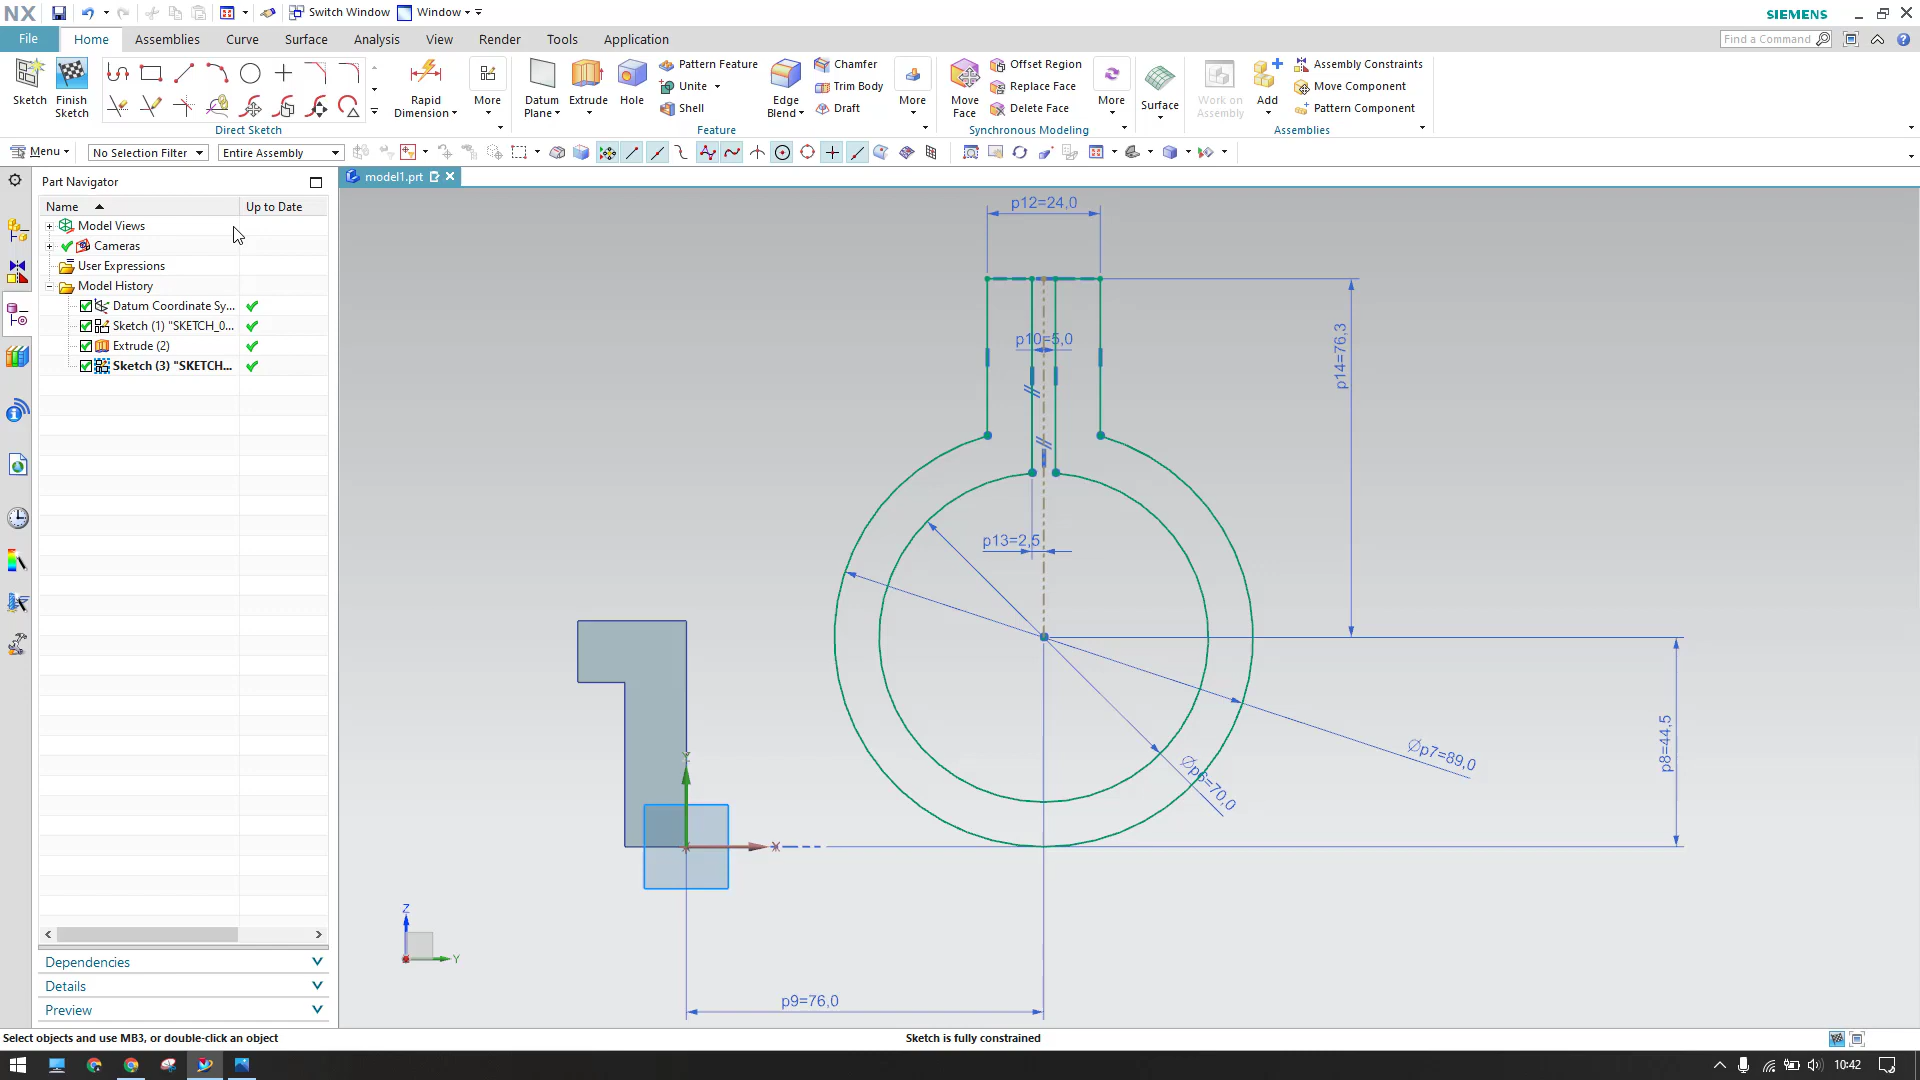 NX
Switch Window
Window
SIEMENS
File
Home
Assemblies
Curve
Surface
Analysis
View
Render
Tools
Application
Find a Command
Sketch
Finish Sketch
Rapid Dimension
More
Direct Sketch
Datum Plane
Extrude
Hole
Pattern Feature
Unite
Shell
Edge Blend
Chamfer
Trim Body
Draft
More
Feature
Move Face
Offset Region
Replace Face
Delete Face
More
Synchronous Modeling
Surface
Work on Assembly
Add
Assembly Constraints
Move Component
Pattern Component
Assemblies
Menu
No Selection Filter
Entire Assembly
Part Navigator
model1.prt
Name
Up to Date
Model Views
Cameras
User Expressions
Model History
Datum Coordinate Sy...
Sketch (1) "SKETCH_0...
Extrude (2)
Sketch (3) "SKETCH...
Dependencies
Details
Preview
p12=24,0
p10=5,0
p14=76,3
p13=2,5
∅p7=89,0
∅p6=70,0
p8=44,5
p9=76,0
Y
X
Z
Y
Select objects and use MB3, or double-click an object
Sketch is fully constrained
10:42